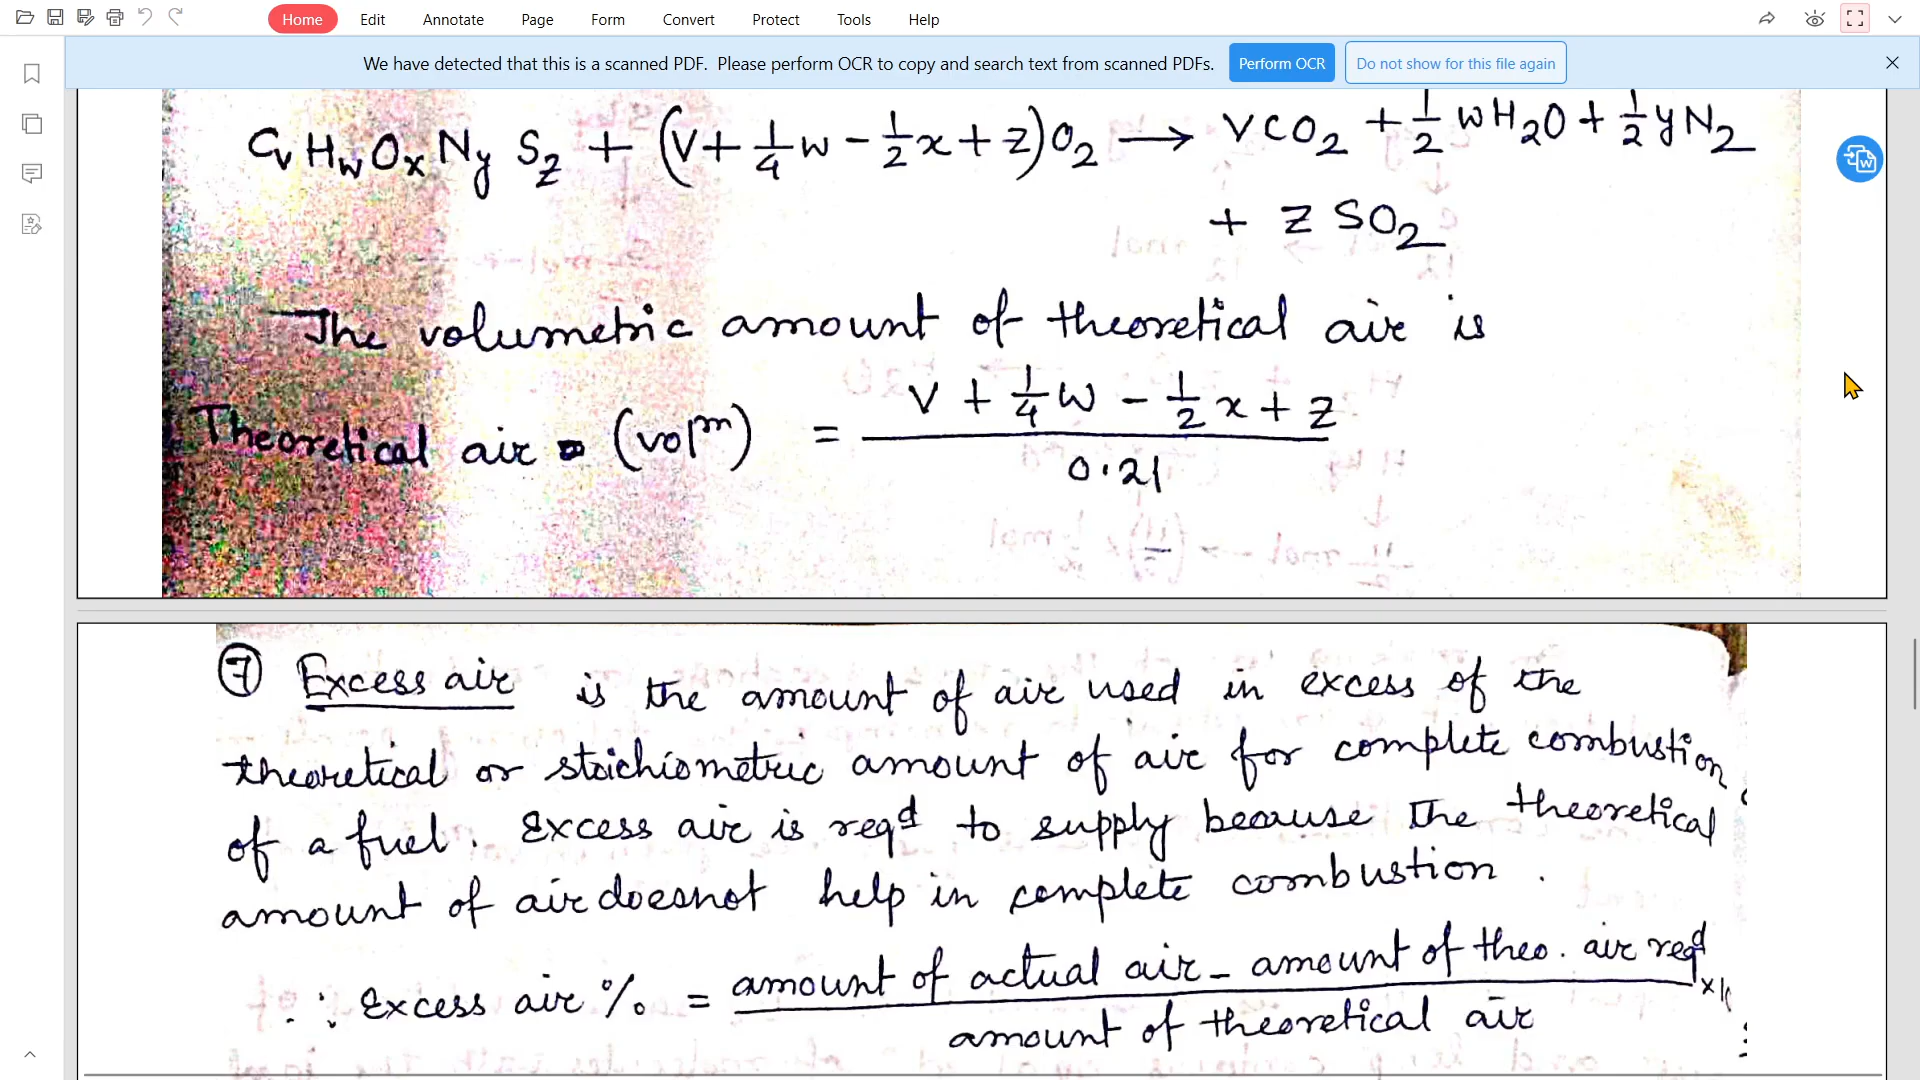 Home Edit Annotate Page Form Convert Protect Tools Help
We have detected that this is a scanned PDF. Please perform OCR to copy and search text from scanned PDFs. Perform OCR Do not show for this file again
CvHwOxNySz + (V + 1/4 w - 1/2 x + z)O2 → VCO2 + 1/2 wH2O + 1/2 yN2
+ z SO2
The volumetric amount of theoretical air is
Theoretical air (volm) = (V + 1/4 w - 1/2 x + z) / 0.21
⑦ Excess air is the amount of air used in excess of the
theoretical or stoichiometric amount of air for complete combustion
of a fuel. Excess air is reqd to supply because the theoretical
amount of air doesnot help in complete combustion.
∴ Excess air % = (amount of actual air - amount of theo. air reqd) / (amount of theoretical air)